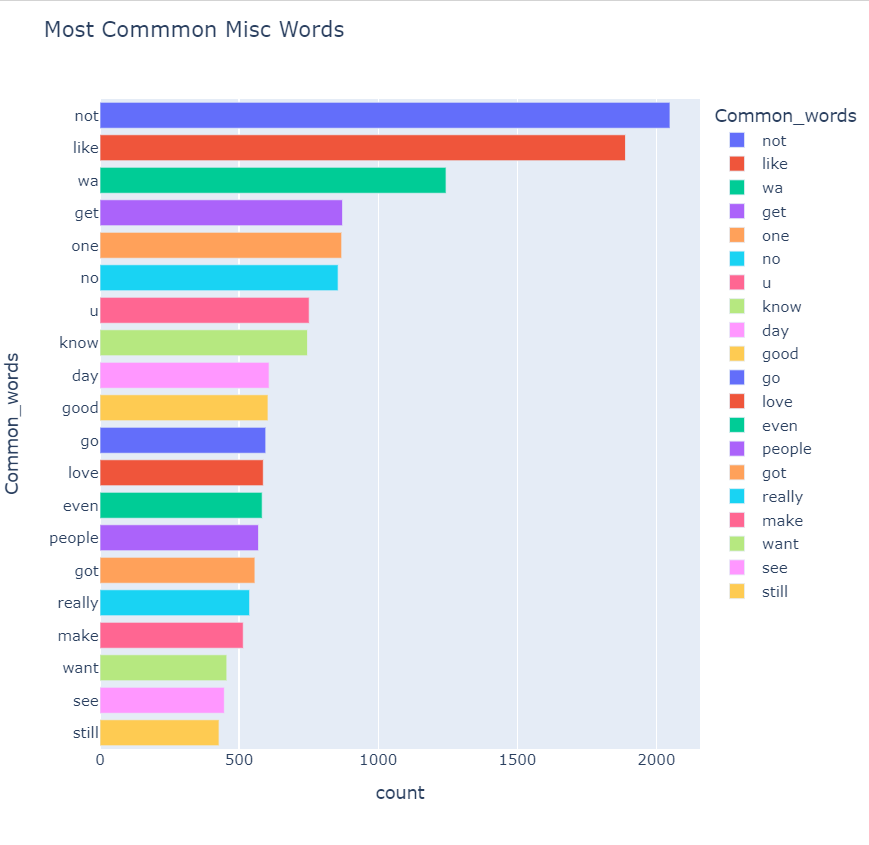 Most Commmon Misc Words
Common_words
not
like
wa
get
one
no
u
know
day
good
go
love
even
people
got
really
make
want
see
still
0 500 1000 1500 2000
count
Common_words
not
like
wa
get
one
no
u
know
day
good
go
love
even
people
got
really
make
want
see
still